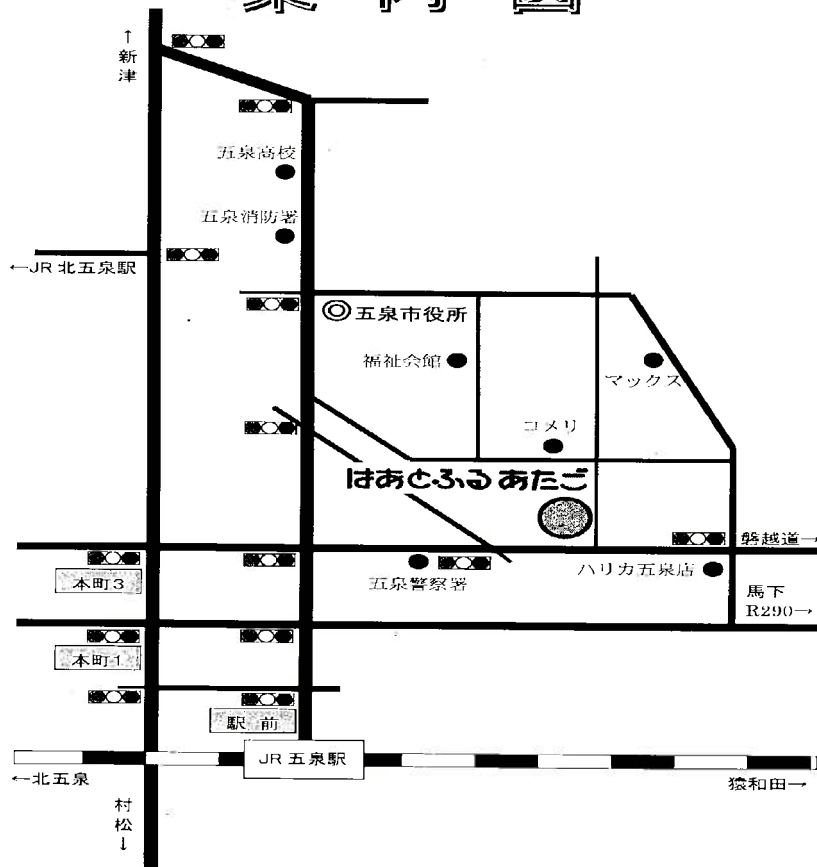 案内図
↑新津
五泉高校
五泉消防署
←JR 北五泉駅
◎五泉市役所
福祉会館
マックス
コメリ
はあとふる あたご
磐越道→
本町3
五泉警察署
ハリカ五泉店
馬下
R290→
本町1
駅前
JR 五泉駅
←北五泉
猿和田→
村松↓